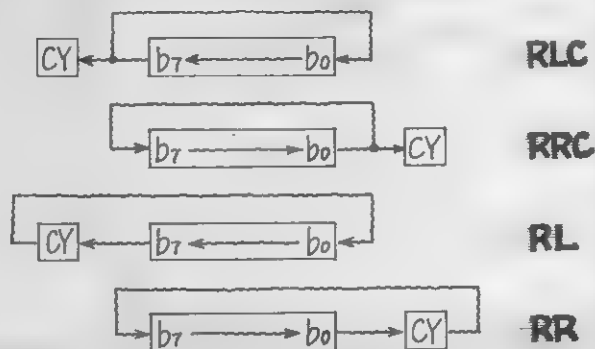 CY b₇ b₀ RLC
b₇ b₀ CY RRC
CY b₇ b₀ RL
b₇ b₀ CY RR